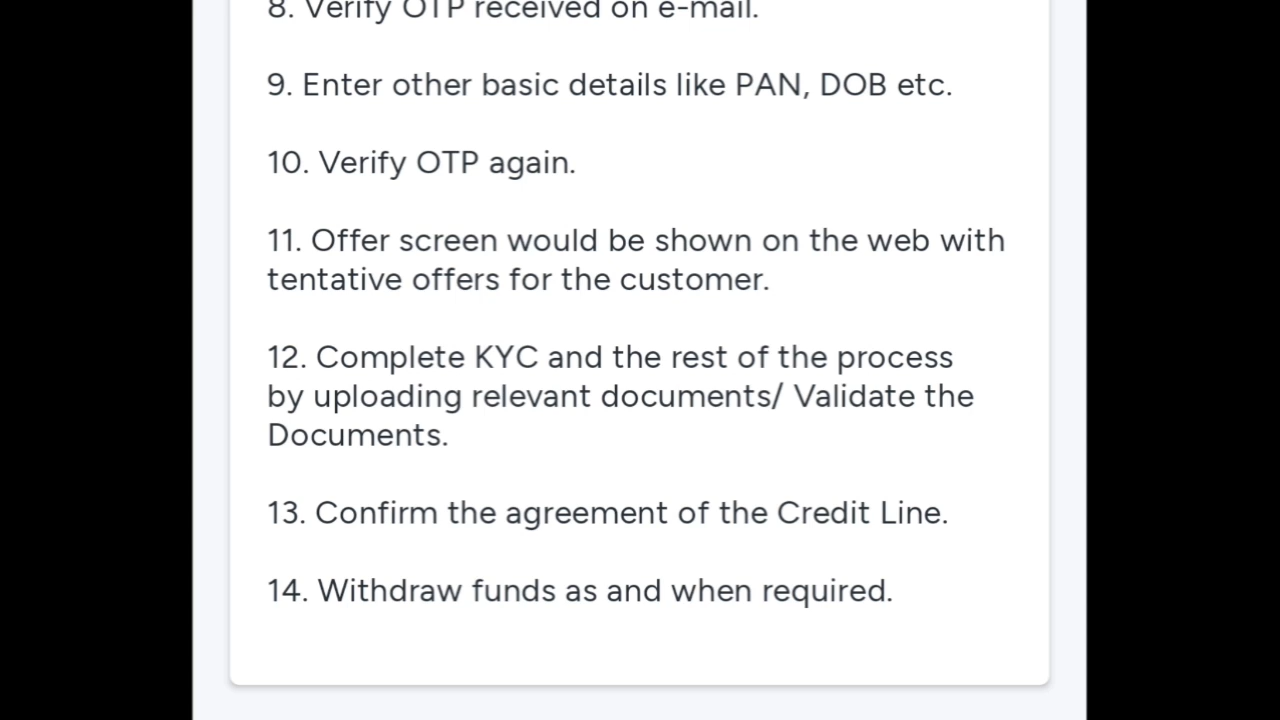 8. Verify OTP received on e-mail.
9. Enter other basic details like PAN, DOB etc.
10. Verify OTP again.
11. Offer screen would be shown on the web with
tentative offers for the customer.
12. Complete KYC and the rest of the process
by uploading relevant documents/ Validate the
Documents.
13. Confirm the agreement of the Credit Line.
14. Withdraw funds as and when required.